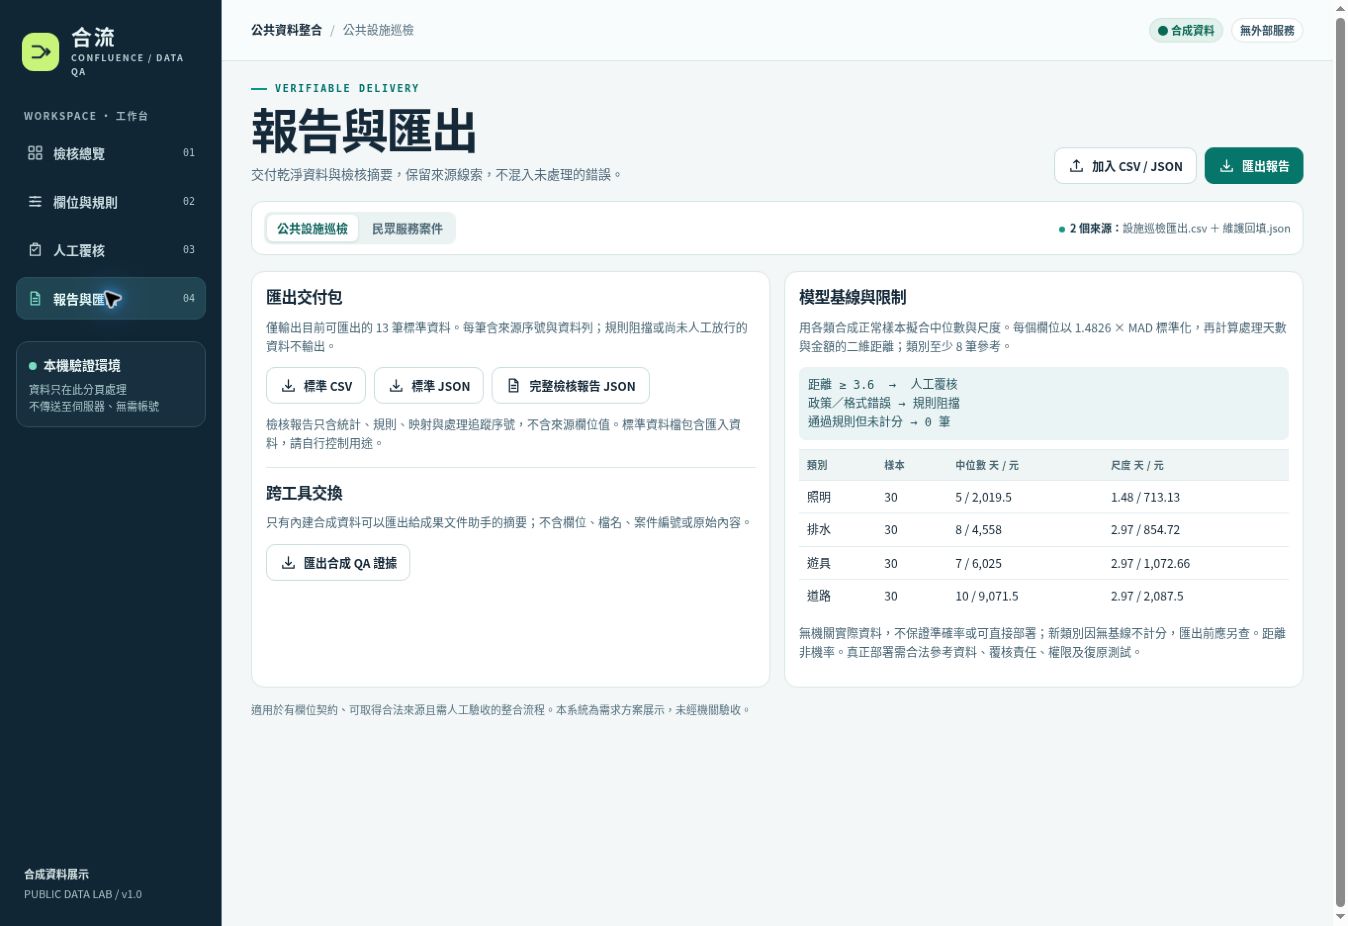 合流
CONFLUENCE / DATA
QA
WORKSPACE · 工作台
檢核總覽 01
欄位與規則 02
人工覆核 03
報告與匯 04
本機驗證環境
資料只在此分頁處理
不傳送至伺服器、無需帳號
合成資料展示
PUBLIC DATA LAB / v1.0
公共資料整合 / 公共設施巡檢
合成資料 無外部服務
VERIFIABLE DELIVERY
報告與匯出
交付乾淨資料與檢核摘要，保留來源線索，不混入未處理的錯誤。
加入 CSV / JSON 匯出報告
公共設施巡檢 民眾服務案件
2 個來源：設施巡檢匯出.csv ＋ 維護回填.json
匯出交付包
僅輸出目前可匯出的 13 筆標準資料。每筆含來源序號與資料列；規則阻擋或尚未人工放行的
資料不輸出。
標準 CSV 標準 JSON 完整檢核報告 JSON
檢核報告只含統計、規則、映射與處理追蹤序號，不含來源欄位值。標準資料檔包含匯入資
料，請自行控制用途。
跨工具交換
只有內建合成資料可以匯出給成果文件助手的摘要；不含欄位、檔名、案件編號或原始內容。
匯出合成 QA 證據
模型基線與限制
用各類合成正常樣本擬合中位數與尺度。每個欄位以 1.4826 × MAD 標準化，再計算處理天數
與金額的二維距離；類別至少 8 筆參考。
距離 ≥ 3.6 → 人工覆核
政策／格式錯誤 → 規則阻擋
通過規則但未計分 → 0 筆
類別 樣本 中位數 天 / 元 尺度 天 / 元
照明 30 5 / 2,019.5 1.48 / 713.13
排水 30 8 / 4,558 2.97 / 854.72
遊具 30 7 / 6,025 2.97 / 1,072.66
道路 30 10 / 9,071.5 2.97 / 2,087.5
無機關實際資料，不保證準確率或可直接部署；新類別因無基線不計分，匯出前應另查。距離
非機率。真正部署需合法參考資料、覆核責任、權限及復原測試。
適用於有欄位契約、可取得合法來源且需人工驗收的整合流程。本系統為需求方案展示，未經機關驗收。